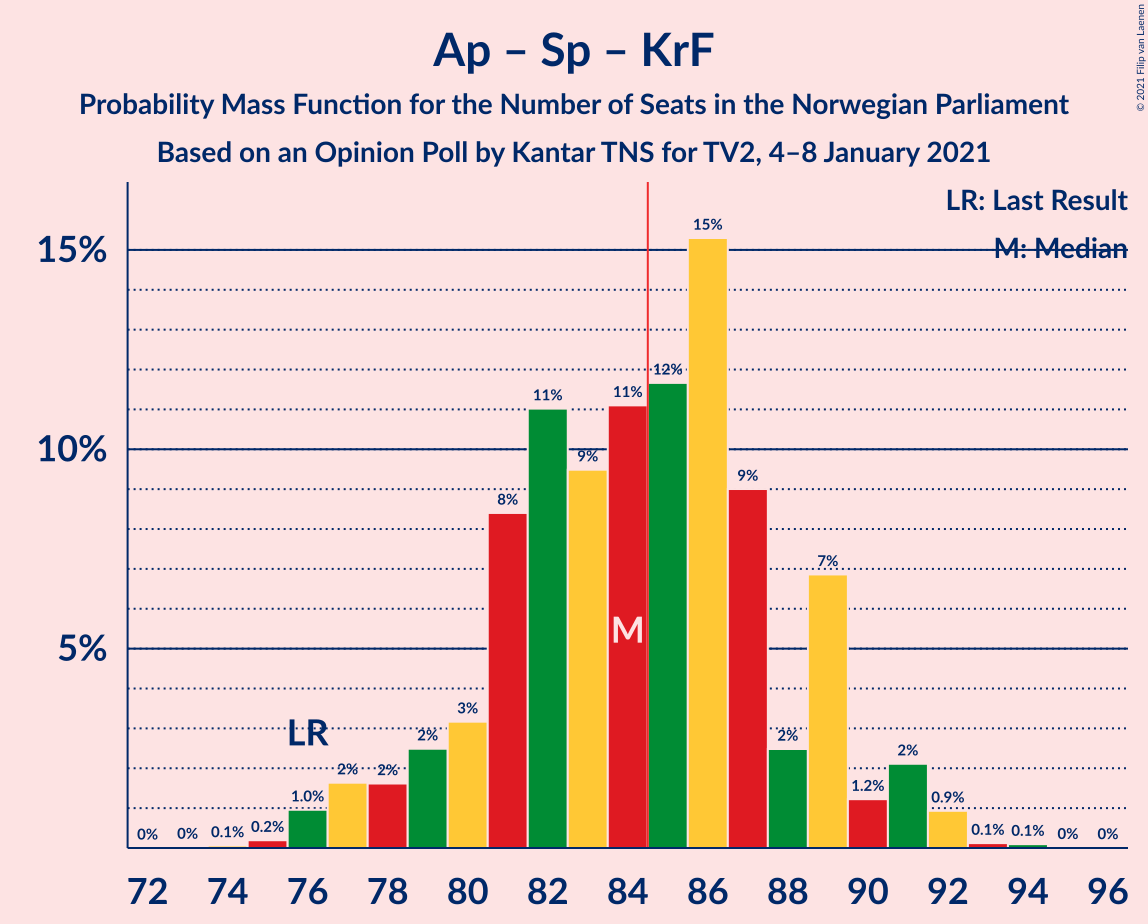 Ap – Sp – KrF
Probability Mass Function for the Number of Seats in the Norwegian Parliament
Based on an Opinion Poll by Kantar TNS for TV2, 4–8 January 2021
© 2021 Filip van Laenen
LR: Last Result
M: Median
15%
10%
5%
0% 0% 0.1% 0.2% 1.0% 2% 2% 2% 3% 8% 11% 9% 11% 12% 15% 9% 2% 7% 1.2% 2% 0.9% 0.1% 0.1% 0% 0%
LR
M
72 74 76 78 80 82 84 86 88 90 92 94 96